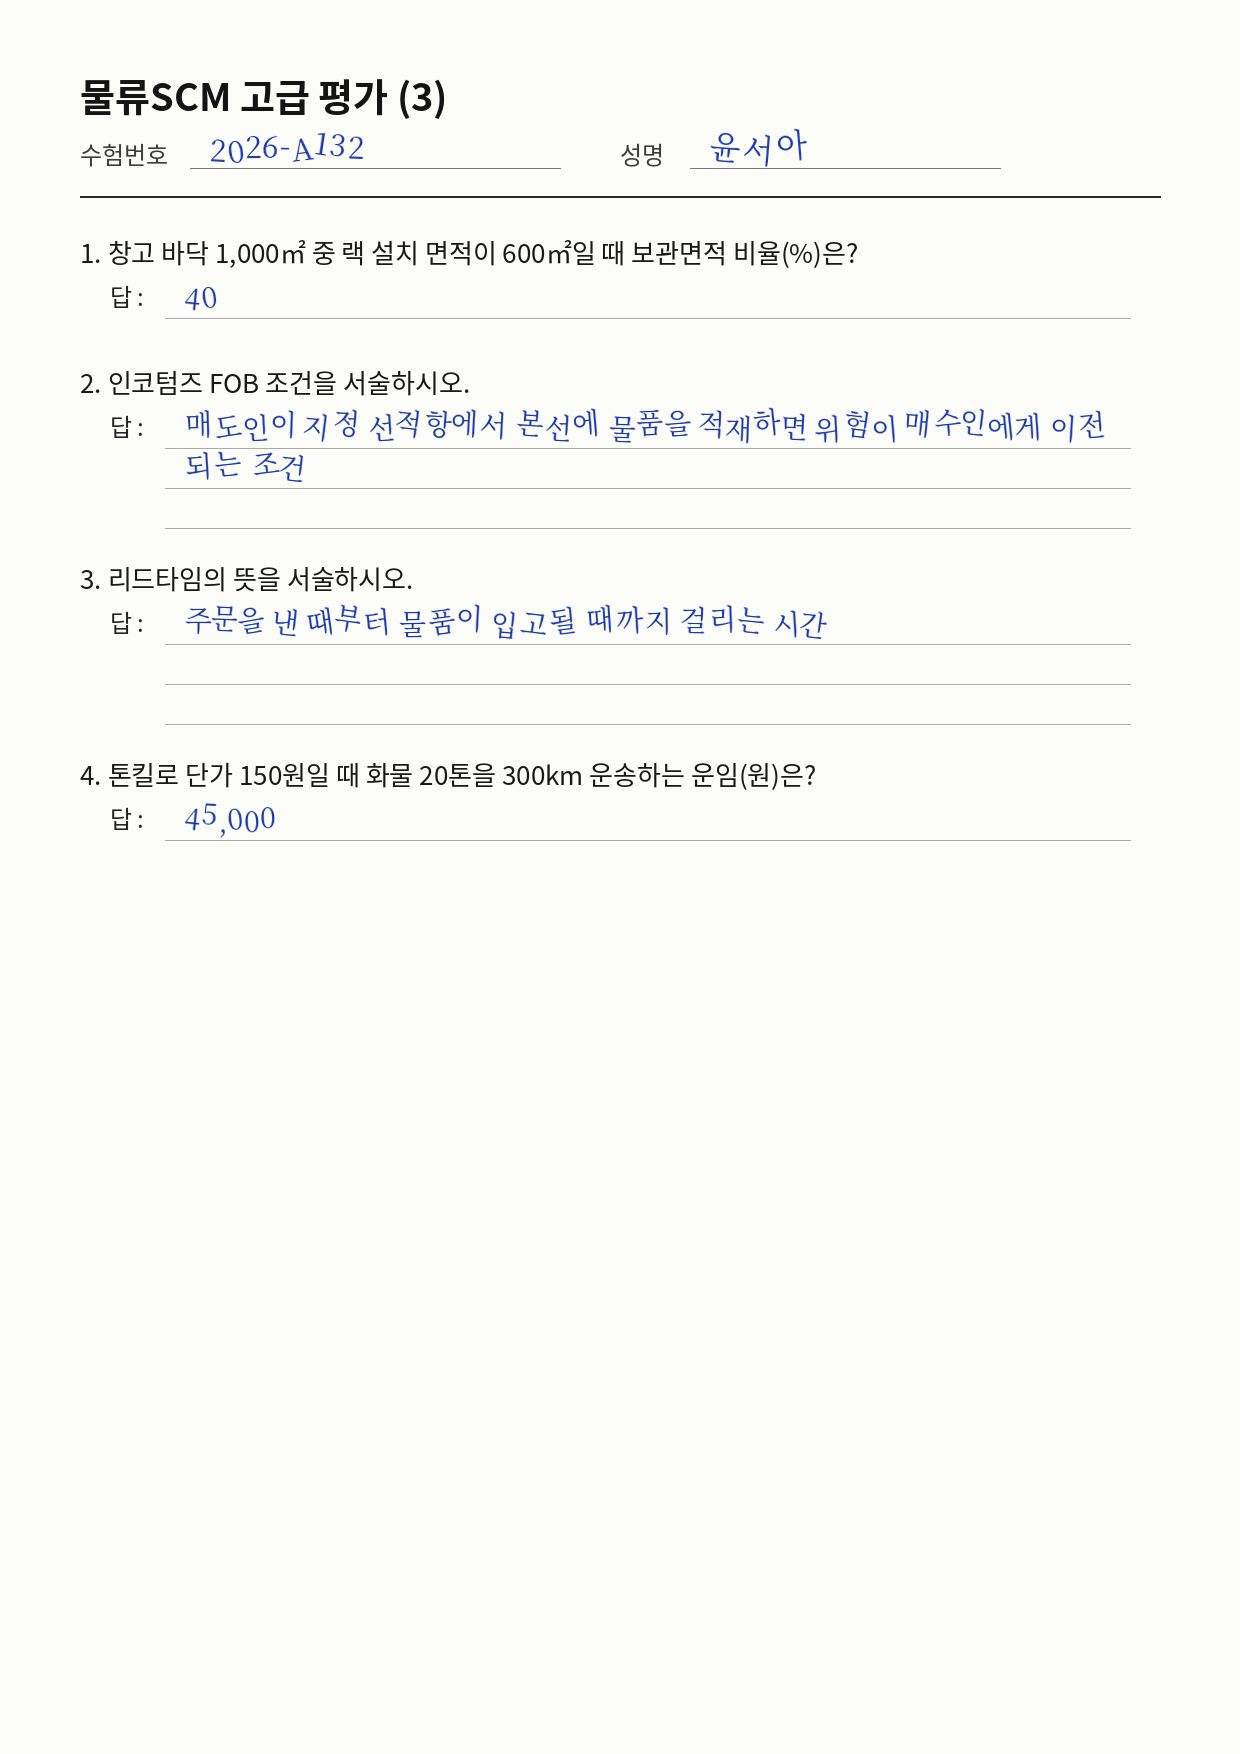 물류SCM 고급 평가 (3)
수험번호 2026-A132 성명 윤서아
1. 창고 바닥 1,000㎡ 중 랙 설치 면적이 600㎡일 때 보관면적 비율(%)은?
답 : 40
2. 인코텀즈 FOB 조건을 서술하시오.
답 : 매도인이 지정 선적항에서 본선에 물품을 적재하면 위험이 매수인에게 이전
되는 조건
3. 리드타임의 뜻을 서술하시오.
답 : 주문을 낸 때부터 물품이 입고될 때까지 걸리는 시간
4. 톤킬로 단가 150원일 때 화물 20톤을 300km 운송하는 운임(원)은?
답 : 45,000